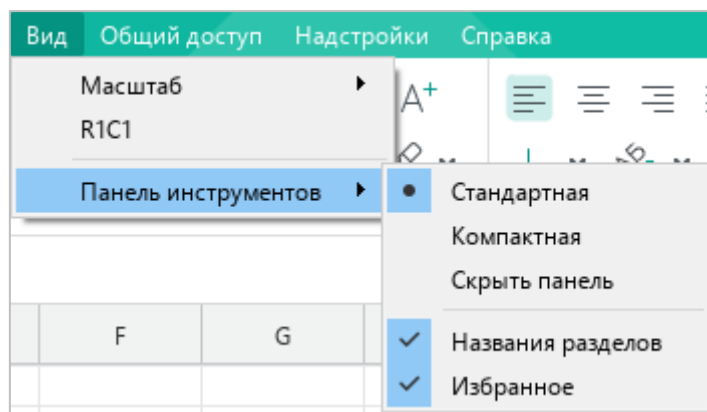 Вид Общий доступ Надстройки Справка
Масштаб
R1C1
Панель инструментов
Стандартная
Компактная
Скрыть панель
Названия разделов
Избранное
F G